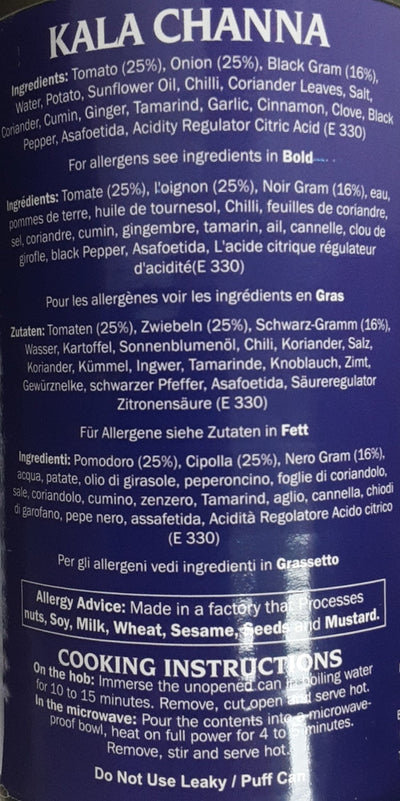 KALA CHANNA
Ingredients: Tomato (25%), Onion (25%), Black Gram (16%),
Water, Potato, Sunflower Oil, Chilli, Coriander Leaves, Salt,
Coriander, Cumin, Ginger, Tamarind, Garlic, Cinnamon, Clove, Black
Pepper, Asafoetida, Acidity Regulator Citric Acid (E 330)
For allergens see ingredients in Bold
Ingrédients: Tomate (25%), l'oignon (25%), Noir Gram (16%), eau,
pommes de terre, huile de tournesol, Chilli, feuilles de coriandre,
sel, coriandre, cumin, gingembre, tamarin, ail, cannelle, clou de
girofle, black Pepper, Asafoetida, L'acide citrique régulateur
d'acidité(E 330)
Pour les allergènes voir les ingrédients en Gras
Zutaten: Tomaten (25%), Zwiebeln (25%), Schwarz-Gramm (16%),
Wasser, Kartoffel, Sonnenblumenöl, Chili, Koriander, Salz,
Koriander, Kümmel, Ingwer, Tamarinde, Knoblauch, Zimt,
Gewürznelke, schwarzer Pfeffer, Asafoetida, Säureregulator
Zitronensäure (E 330)
Für Allergene siehe Zutaten in Fett
Ingredienti: Pomodoro (25%), Cipolla (25%), Nero Gram (16%),
acqua, patate, olio di girasole, peperoncino, foglie di coriandolo,
sale, coriandolo, cumino, zenzero, Tamarind, aglio, cannella, chiodi
di garofano, pepe nero, assafetida, Acidità Regolatore Acido citrico
(E 330)
Per gli allergeni vedi ingredienti in Grassetto
Allergy Advice: Made in a factory that Processes
nuts, Soy, Milk, Wheat, Sesame, Seeds and Mustard.
COOKING INSTRUCTIONS
On the hob: Immerse the unopened can in boiling water
for 10 to 15 minutes. Remove, cut open and serve hot.
In the microwave: Pour the contents into a microwave-
proof bowl, heat on full power for 4 to 5 minutes.
Remove, stir and serve hot.
Do Not Use Leaky / Puff Can